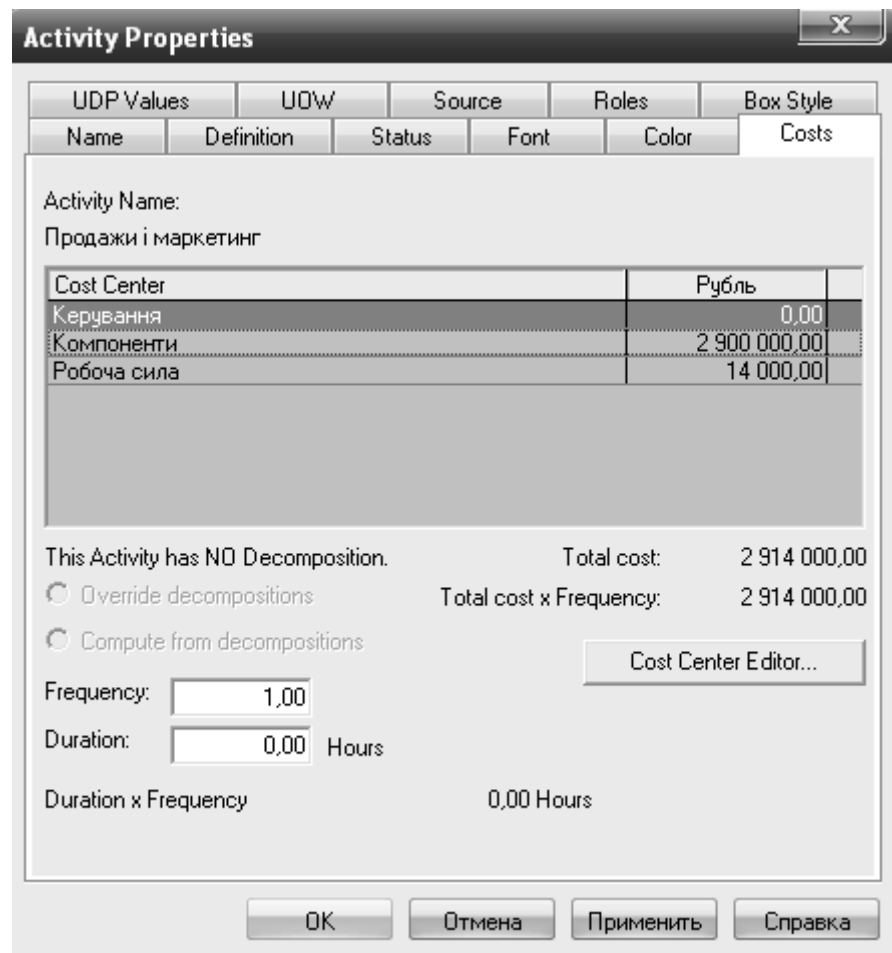 Activity Properties
x
UDP Values UOW Source Roles Box Style
Name Definition Status Font Color Costs
Activity Name:
Продажи і маркетинг
Cost Center Рубль
Керування 0,00
Компоненти 2 900 000,00
Робоча сила 14 000,00
This Activity has NO Decomposition. Total cost: 2 914 000,00
Override decompositions Total cost x Frequency: 2 914 000,00
Compute from decompositions
Cost Center Editor...
Frequency: 1,00
Duration: 0,00 Hours
Duration x Frequency 0,00 Hours
OK Отмена Применить Справка